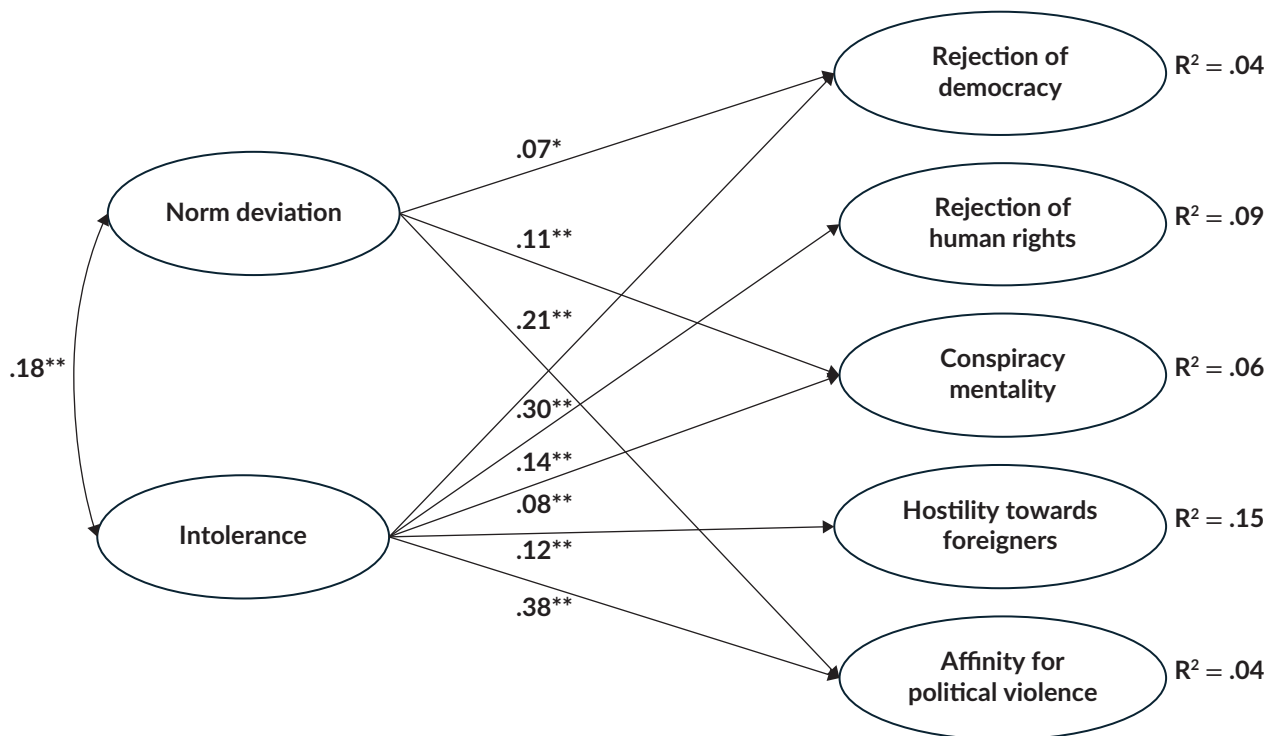 Rejection of
democracy
R² = .04
.07*
Norm deviation
Rejection of
human rights
R² = .09
.11**
.21**
.18**
Conspiracy
mentality
R² = .06
.30**
.14**
.08**
Intolerance
Hostility towards
foreigners
R² = .15
.12**
.38**
Affinity for
political violence
R² = .04